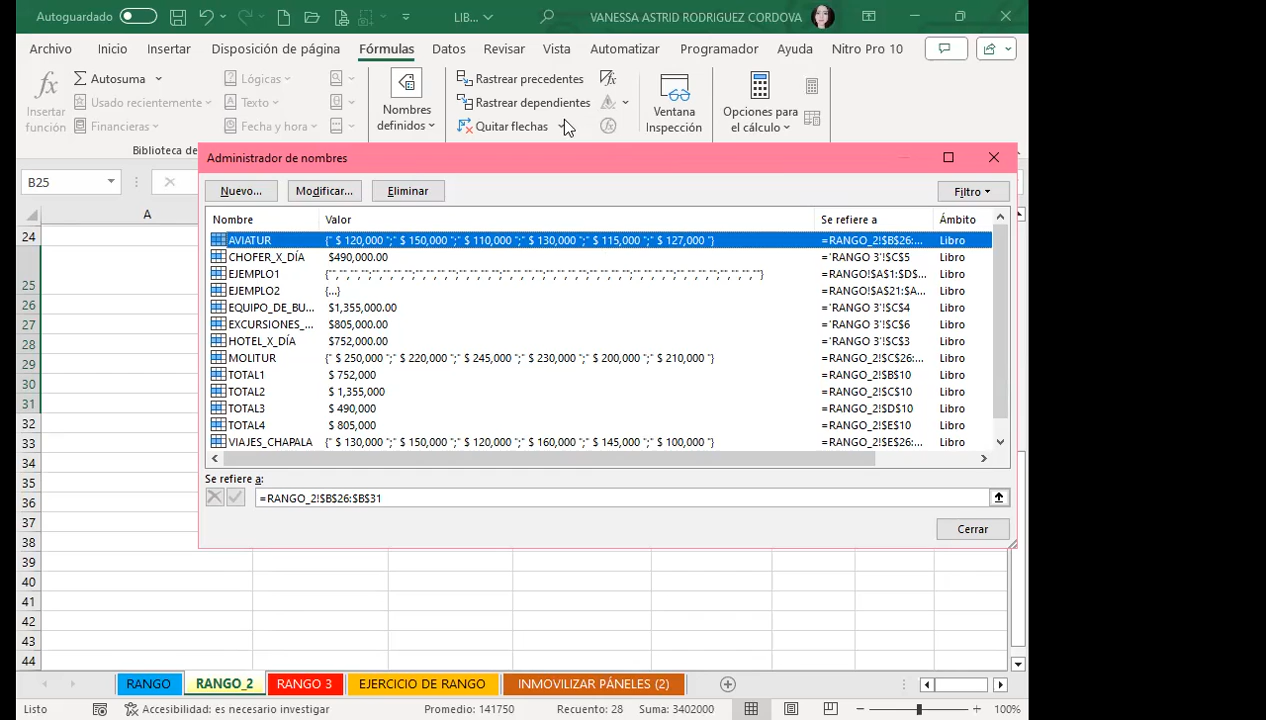 Autoguardado LIB... VANESSA ASTRID RODRIGUEZ CORDOVA
Archivo Inicio Insertar Disposición de página Fórmulas Datos Revisar Vista Automatizar Programador Ayuda Nitro Pro 10
Insertar función
Autosuma
Usado recientemente
Financieras
Lógicas
Texto
Fecha y hora
Nombres definidos
Rastrear precedentes
Rastrear dependientes
Quitar flechas
Ventana Inspección
Opciones para el cálculo
Biblioteca de
Administrador de nombres
B25
Nuevo... Modificar... Eliminar Filtro
A
Nombre Valor Se refiere a Ámbito
AVIATUR {" $ 120,000 ";" $ 150,000 ";" $ 110,000 ";" $ 130,000 ";" $ 115,000 ";" $ 127,000 "} =RANGO_2!$B$26:... Libro
CHOFER_X_DÍA $490,000.00 ='RANGO 3'!$C$5 Libro
EJEMPLO1 =RANGO!$A$1:$D$... Libro
EJEMPLO2 {...} =RANGO!$A$21:$A... Libro
EQUIPO_DE_BU... $1,355,000.00 ='RANGO 3'!$C$4 Libro
EXCURSIONES_... $805,000.00 ='RANGO 3'!$C$6 Libro
HOTEL_X_DÍA $752,000.00 ='RANGO 3'!$C$3 Libro
MOLITUR {" $ 250,000 ";" $ 220,000 ";" $ 245,000 ";" $ 230,000 ";" $ 200,000 ";" $ 210,000 "} =RANGO_2!$C$26:... Libro
TOTAL1 $ 752,000 =RANGO_2!$B$10 Libro
TOTAL2 $ 1,355,000 =RANGO_2!$C$10 Libro
TOTAL3 $ 490,000 =RANGO_2!$D$10 Libro
TOTAL4 $ 805,000 =RANGO_2!$E$10 Libro
VIAJES_CHAPALA {" $ 130,000 ";" $ 150,000 ";" $ 120,000 ";" $ 160,000 ";" $ 145,000 ";" $ 100,000 "} =RANGO_2!$E$26:... Libro
Se refiere a:
=RANGO_2!$B$26:$B$31
Cerrar
24
25
26
27
28
29
30
31
32
33
34
35
36
37
38
39
40
41
42
43
44
RANGO RANGO_2 RANGO 3 EJERCICIO DE RANGO INMOVILIZAR PÁNELES (2)
Listo Accesibilidad: es necesario investigar Promedio: 141750 Recuento: 28 Suma: 3402000 100%